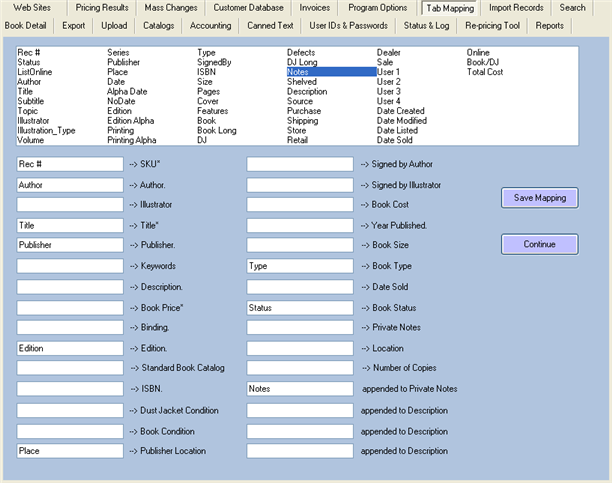 Web Sites Pricing Results Mass Changes Customer Database Invoices Program Options Tab Mapping Import Records Search
Book Detail Export Upload Catalogs Accounting Canned Text User IDs & Passwords Status & Log Re-pricing Tool Reports
Rec # Series Type Defects Dealer Online
Status Publisher SignedBy DJ Long Sale Book/DJ
ListOnline Place ISBN Notes User 1 Total Cost
Author Date Size Shelved User 2
Title Alpha Date Pages Description User 3
Subtitle NoDate Cover Source User 4
Topic Edition Features Purchase Date Created
Illustrator Edition Alpha Book Shipping Date Modified
Illustration_Type Printing Book Long Store Date Listed
Volume Printing Alpha DJ Retail Date Sold
Rec # --> SKU* --> Signed by Author
Author --> Author. --> Signed by Illustrator
--> Illustrator --> Book Cost
Save Mapping
Title --> Title* --> Year Published.
Publisher --> Publisher. --> Book Size
Continue
--> Keywords Type --> Book Type
--> Description. --> Date Sold
--> Book Price* Status --> Book Status
--> Binding. --> Private Notes
Edition --> Edition. --> Location
--> Standard Book Catalog --> Number of Copies
--> ISBN. Notes appended to Private Notes
--> Dust Jacket Condition appended to Description
--> Book Condition appended to Description
Place --> Publisher Location appended to Description